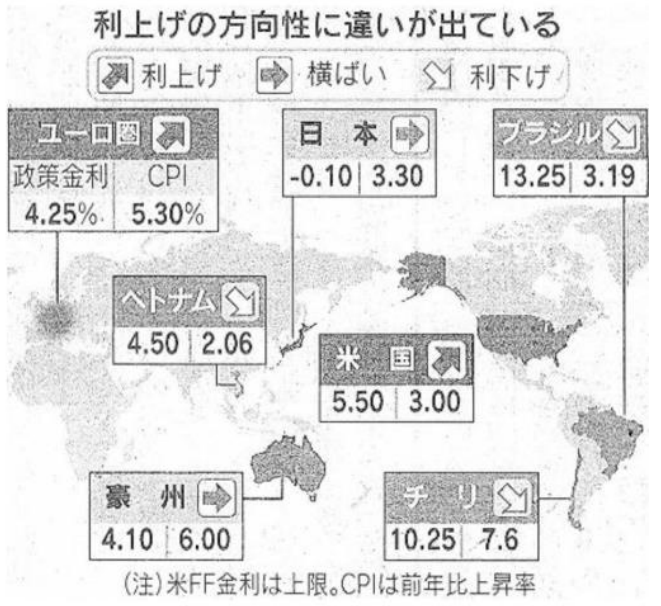 利上げの方向性に違いが出ている
利上げ 横ばい 利下げ
ユーロ圏
政策金利 CPI
4.25% 5.30%
日本
-0.10 3.30
ブラジル
13.25 3.19
ベトナム
4.50 2.06
米国
5.50 3.00
豪州
4.10 6.00
チリ
10.25 7.6
(注)米FF金利は上限。CPIは前年比上昇率